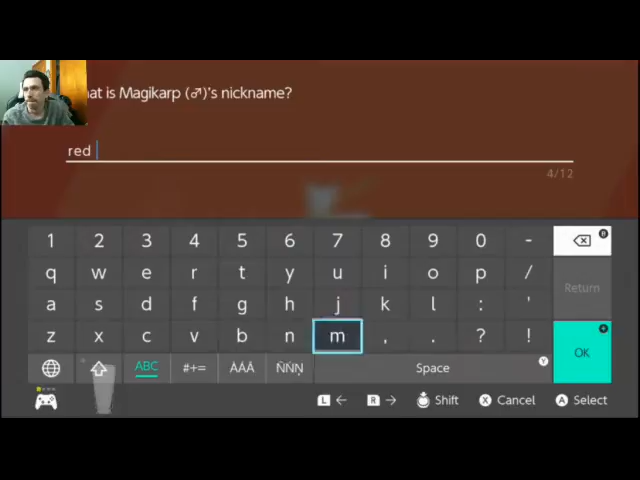 hat is Magikarp (♂)'s nickname?
red
4/12
1 2 3 4 5 6 7 8 9 0 -
q w e r t y u i o p /
Return
a s d f g h j k l : '
z x c v b n m , . ? !
OK
ABC #+= ÀÁÂ ÑÑŅ Space Y
L ← R → Shift X Cancel A Select